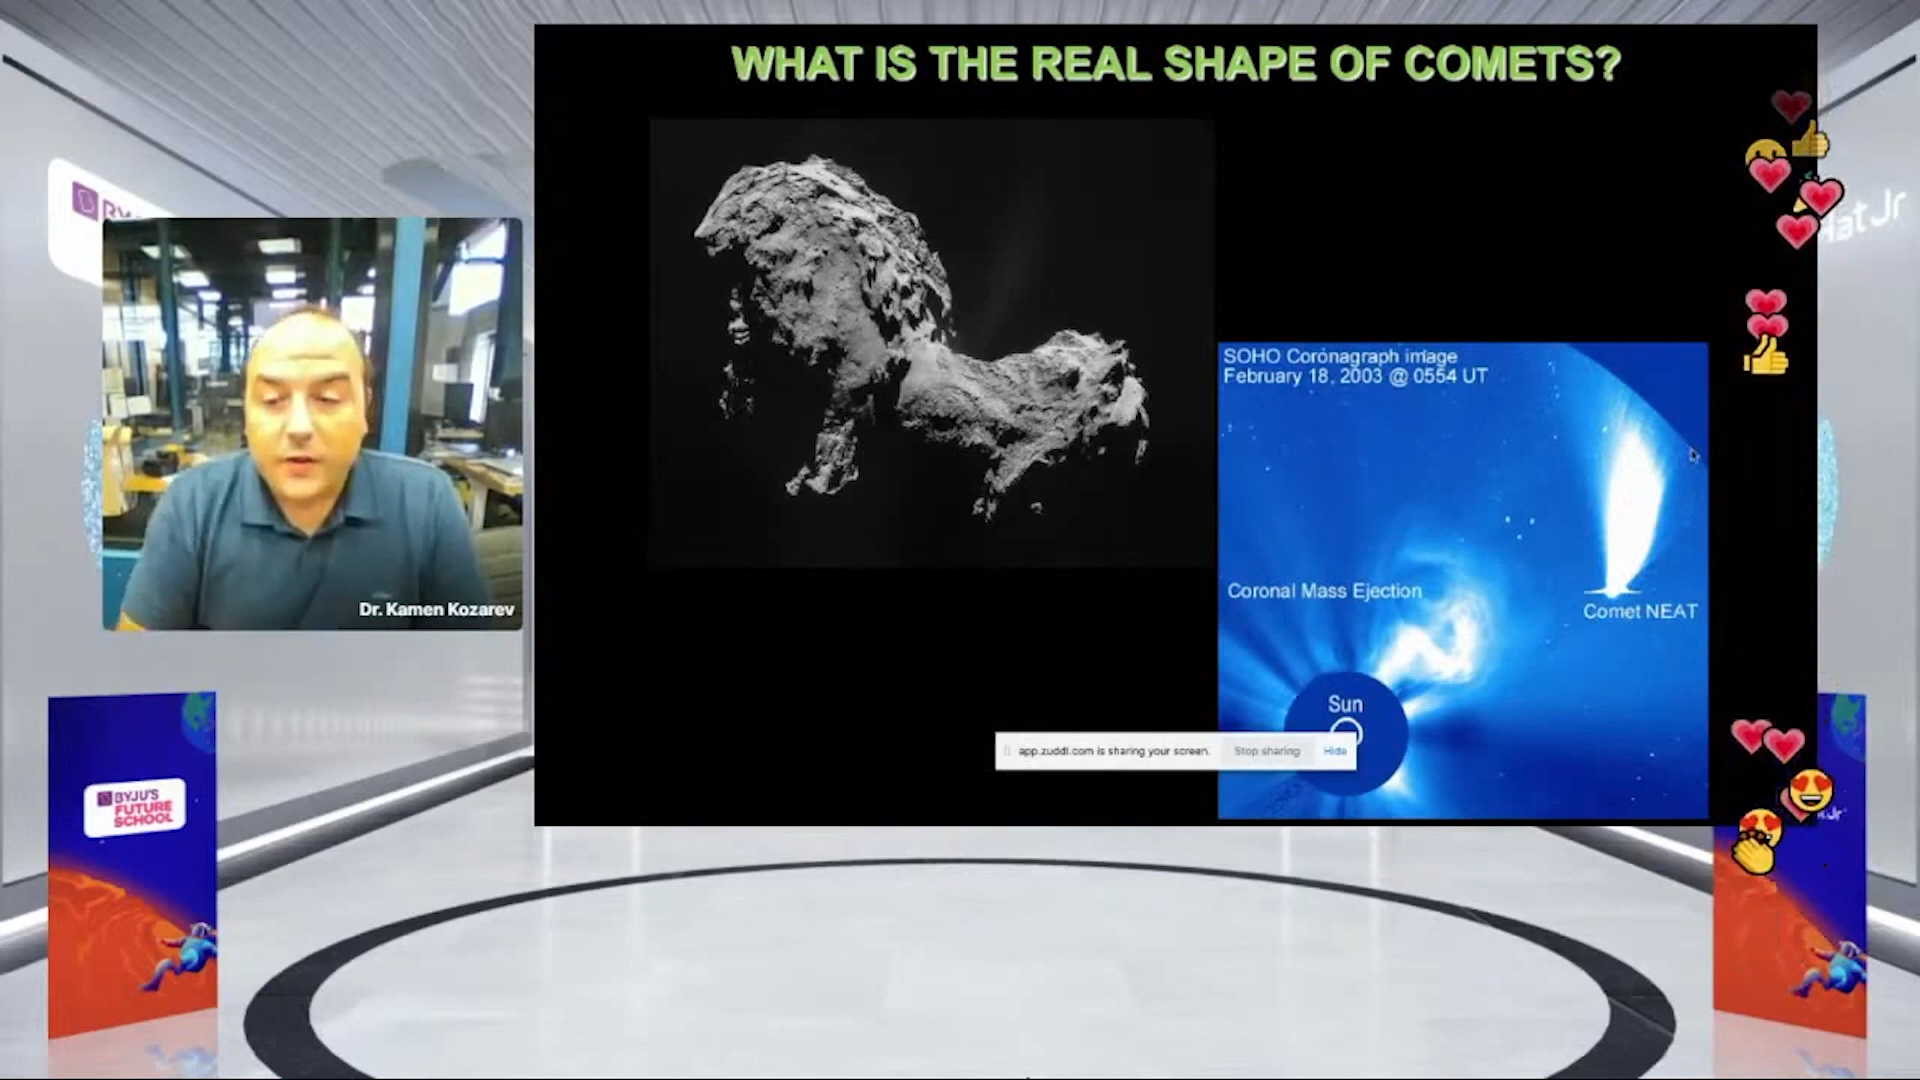 WHAT IS THE REAL SHAPE OF COMETS?
SOHO Coronagraph image
February 18, 2003 @ 0554 UT
Coronal Mass Ejection
Comet NEAT
Sun
app.zuddl.com is sharing your screen.
Stop sharing
Hide
Dr. Kamen Kozarev
BYJU'S
FUTURE
SCHOOL